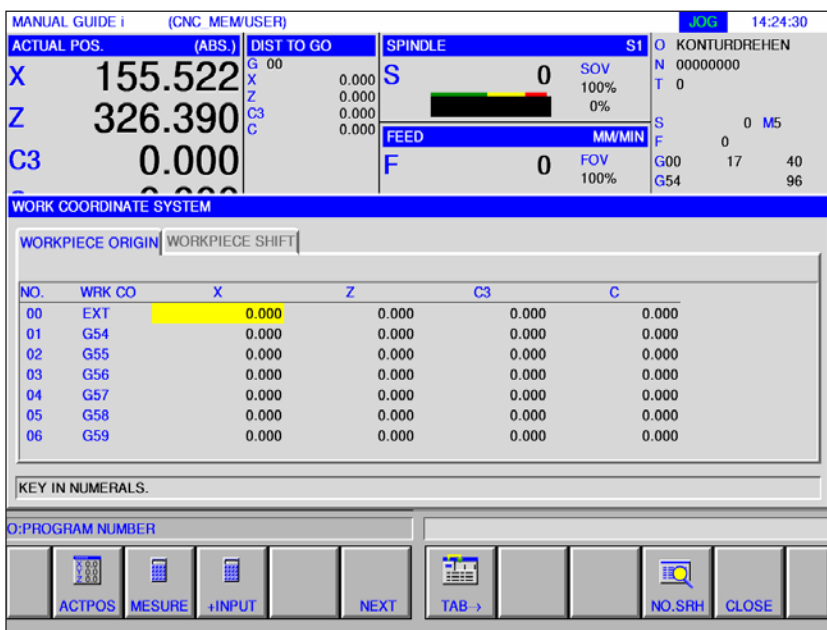 MANUAL GUIDE i (CNC_MEM/USER) JOG 14:24:30
ACTUAL POS. (ABS.) DIST TO GO SPINDLE S1 O KONTURDREHEN
G 00 N 00000000
X 155.522 X 0.000 S 0 SOV 100% T 0
Z 0.000 0%
Z 326.390 C3 0.000 S 0 M5
C 0.000 FEED MM/MIN F 0
C3 0.000 F 0 FOV 100% G00 17 40
G54 96
WORK COORDINATE SYSTEM
WORKPIECE ORIGIN WORKPIECE SHIFT
NO. WRK CO X Z C3 C
00 EXT 0.000 0.000 0.000 0.000
01 G54 0.000 0.000 0.000 0.000
02 G55 0.000 0.000 0.000 0.000
03 G56 0.000 0.000 0.000 0.000
04 G57 0.000 0.000 0.000 0.000
05 G58 0.000 0.000 0.000 0.000
06 G59 0.000 0.000 0.000 0.000
KEY IN NUMERALS.
O:PROGRAM NUMBER
ACTPOS MESURE +INPUT NEXT TAB→ NO.SRH CLOSE